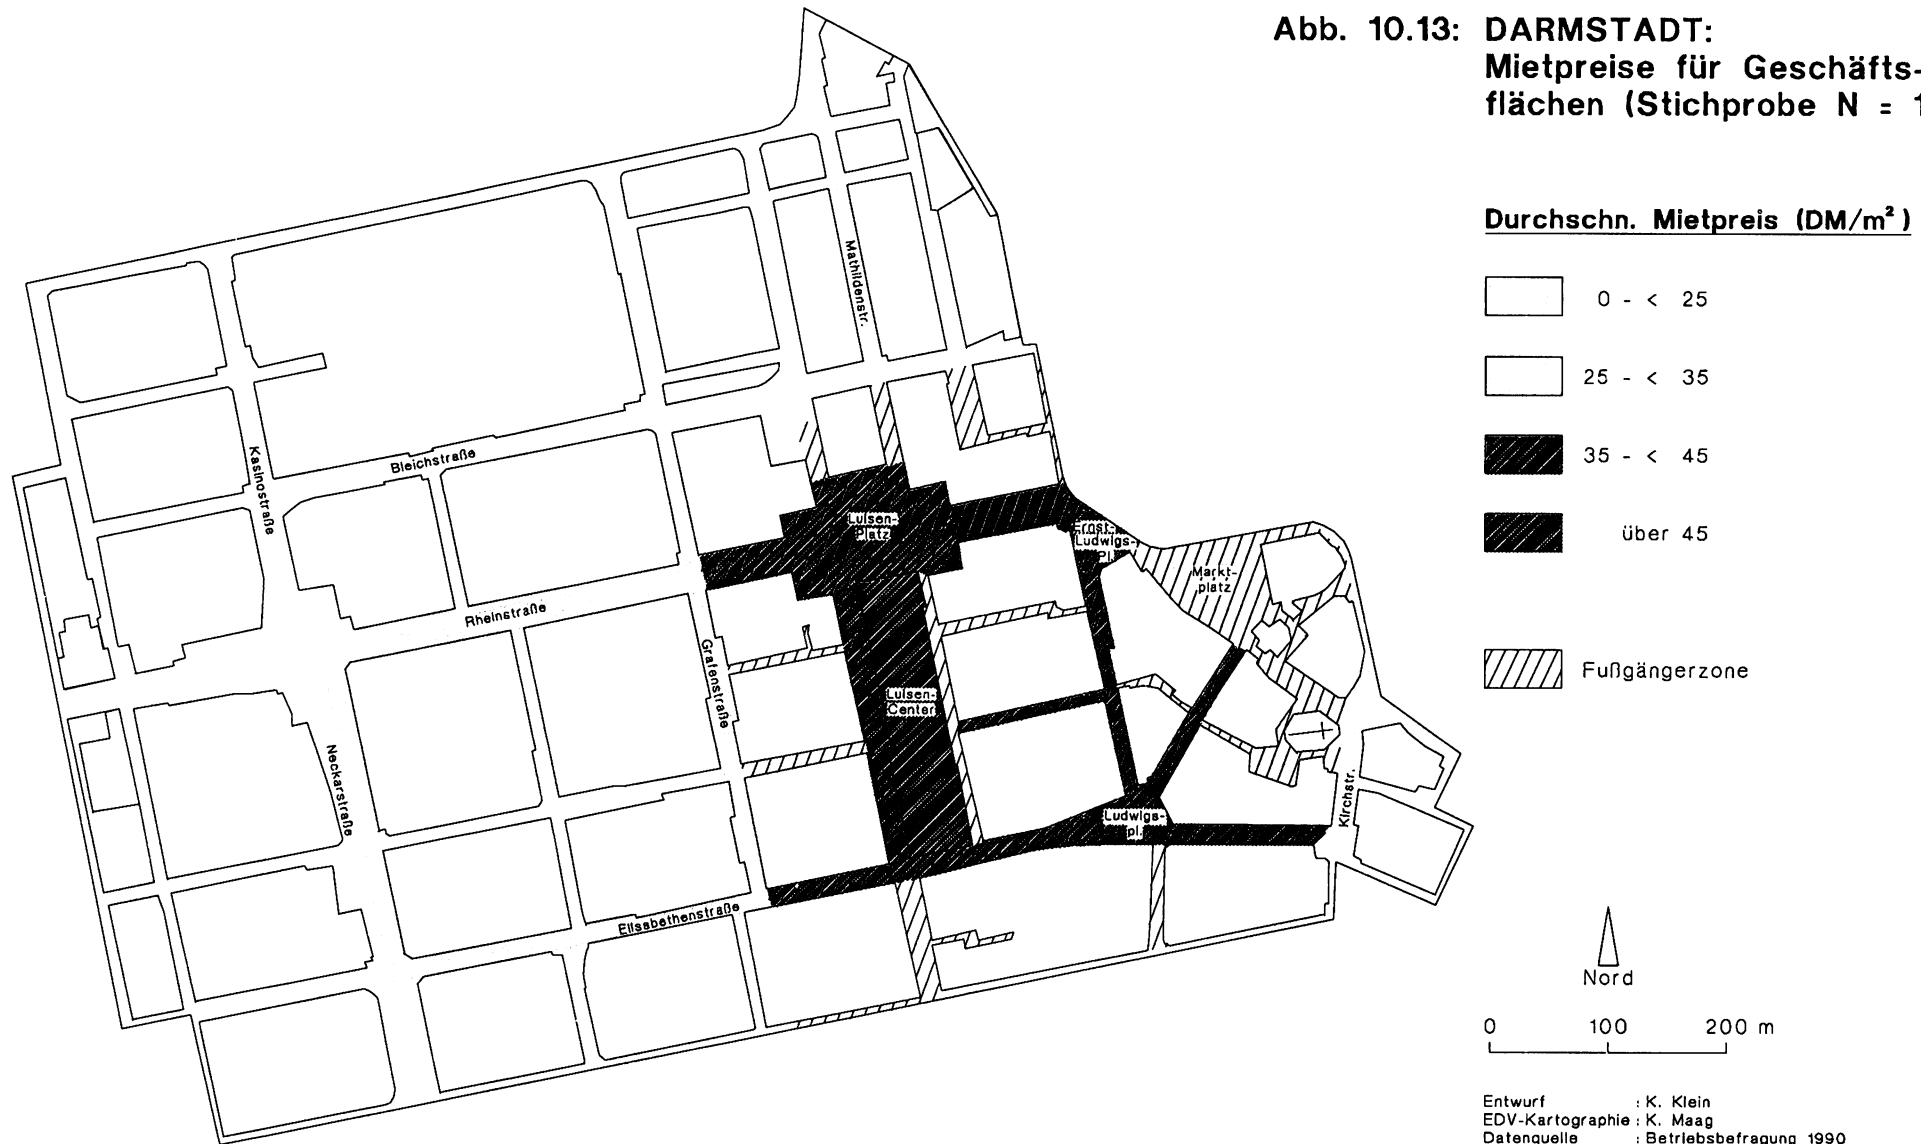 Abb. 10.13: DARMSTADT:
Mietpreise für Geschäfts-
flächen (Stichprobe N =
Durchschn. Mietpreis (DM/m²)
0 - < 25
25 - < 35
35 - < 45
über 45
Fußgängerzone
Mathildenstr.
Kasinostraße
Bleichstraße
Luisen-
Platz
Ernst-
Ludwigs-
Pl.
Markt-
platz
Rheinstraße
Grafenstraße
Luisen-
Center
Neckarstraße
Kirchstr.
Ludwigs-
pl.
Elisabethenstraße
Nord
0 100 200 m
Entwurf : K. Klein
EDV-Kartographie : K. Maag
Datenquelle : Betriebsbefragung 1990